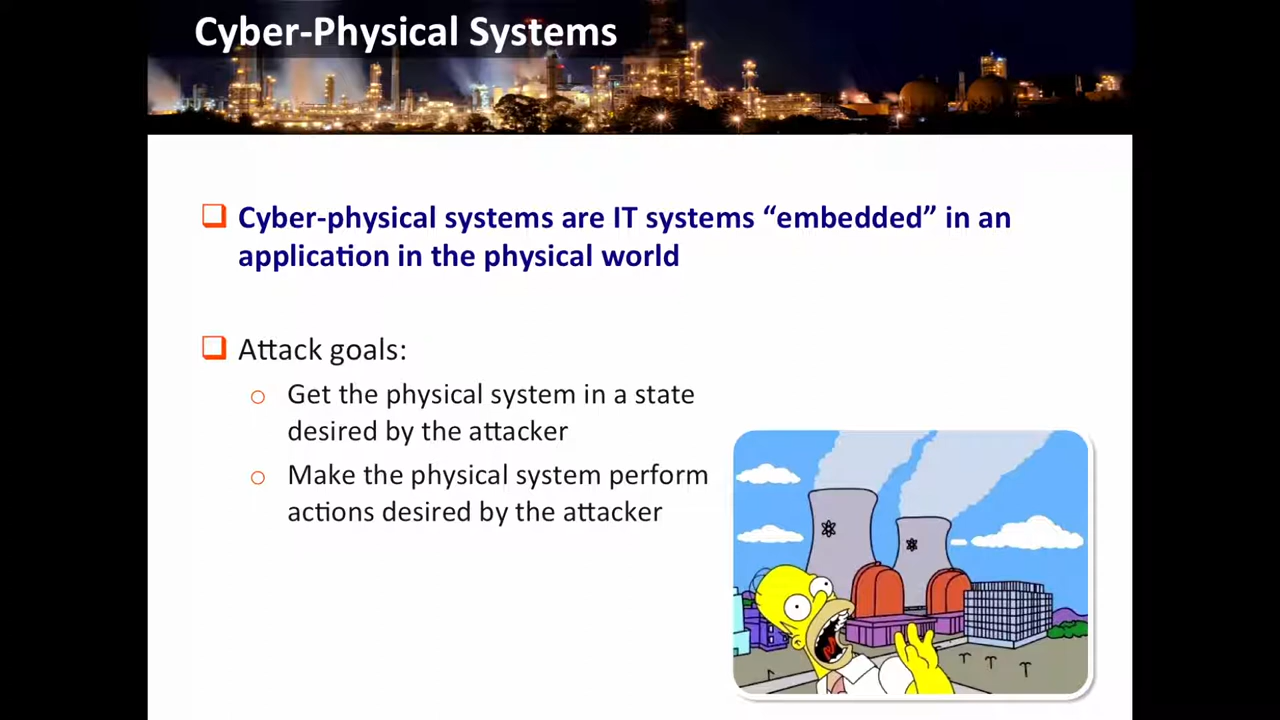 Cyber-Physical Systems
Cyber-physical systems are IT systems “embedded” in an
application in the physical world
Attack goals:
Get the physical system in a state
desired by the attacker
Make the physical system perform
actions desired by the attacker